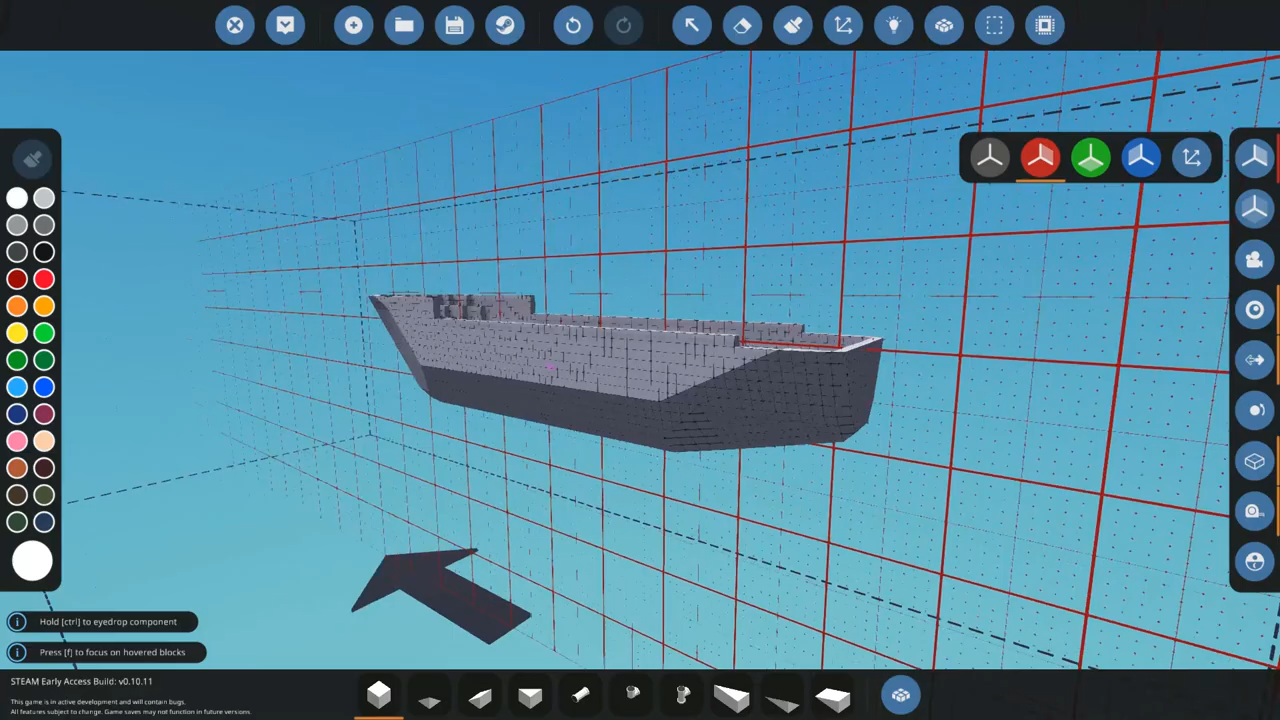 Hold [ctrl] to eyedrop component
Press [f] to focus on hovered blocks
STEAM Early Access Build: v0.10.11
This game is in active development and will contain bugs.
All features subject to change. Game saves may not function in future versions.